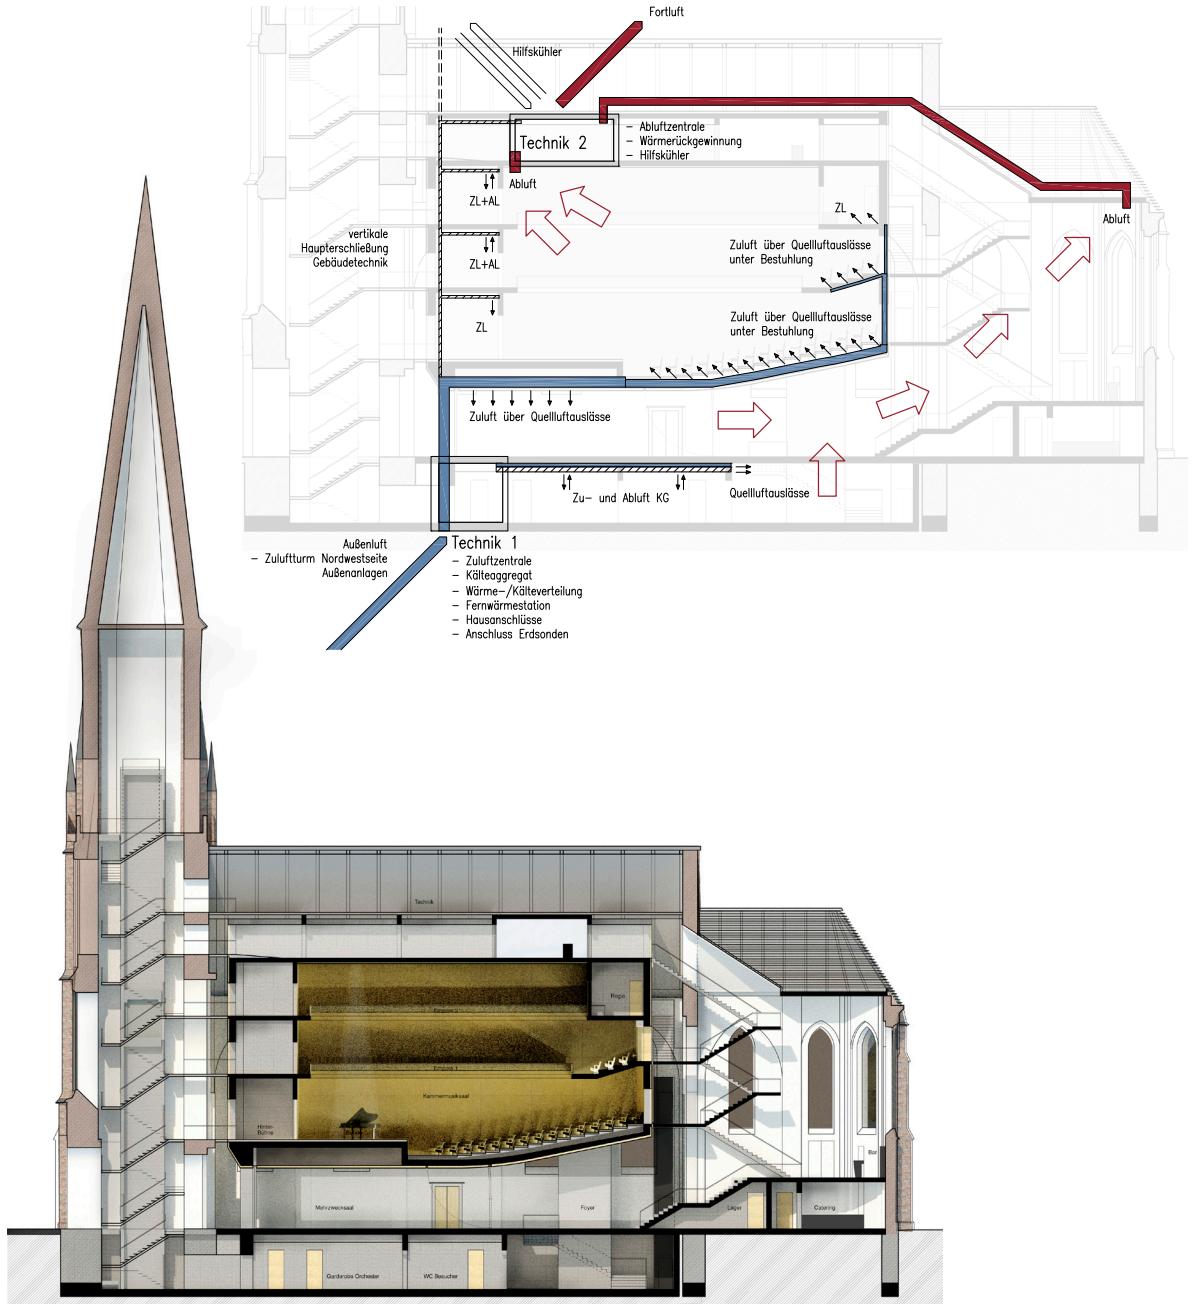 Fortluft
Hilfskühler
Technik 2
– Abluftzentrale
– Wärmerückgewinnung
– Hilfskühler
Abluft
ZL+AL
ZL
Abluft
vertikale
Haupterschließung
Gebäudetechnik
Zuluft über Quellluftauslässe
unter Bestuhlung
ZL+AL
Zuluft über Quellluftauslässe
unter Bestuhlung
ZL
Zuluft über Quellluftauslässe
Zu– und Abluft KG
Quellluftauslässe
Außenluft
– Zuluftturm Nordwestseite
Außenanlagen
Technik 1
– Zuluftzentrale
– Kälteaggregat
– Wärme–/Kälteverteilung
– Fernwärmestation
– Hausanschlüsse
– Anschluss Erdsonden
Technik
Regie
Kammermusiksaal
Hinter-
Bühne
Bar
Mehrzwecksaal
Foyer
Lager
Catering
Garderobe Orchester
WC Besucher